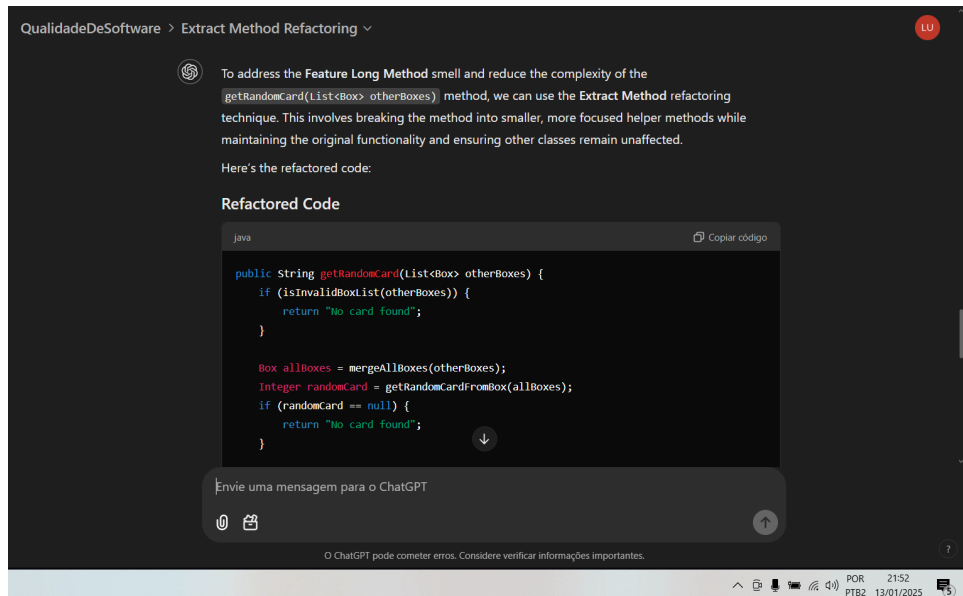 QualidadeDeSoftware > Extract Method Refactoring
LU
To address the Feature Long Method smell and reduce the complexity of the
getRandomCard(List<Box> otherBoxes) method, we can use the Extract Method refactoring
technique. This involves breaking the method into smaller, more focused helper methods while
maintaining the original functionality and ensuring other classes remain unaffected.
Here's the refactored code:
Refactored Code
java
Copiar código
public String getRandomCard(List<Box> otherBoxes) {
    if (isInvalidBoxList(otherBoxes)) {
        return "No card found";
    }
    Box allBoxes = mergeAllBoxes(otherBoxes);
    Integer randomCard = getRandomCardFromBox(allBoxes);
    if (randomCard == null) {
        return "No card found";
    }
Envie uma mensagem para o ChatGPT
O ChatGPT pode cometer erros. Considere verificar informações importantes.
?
POR
PTB2
21:52
13/01/2025
5